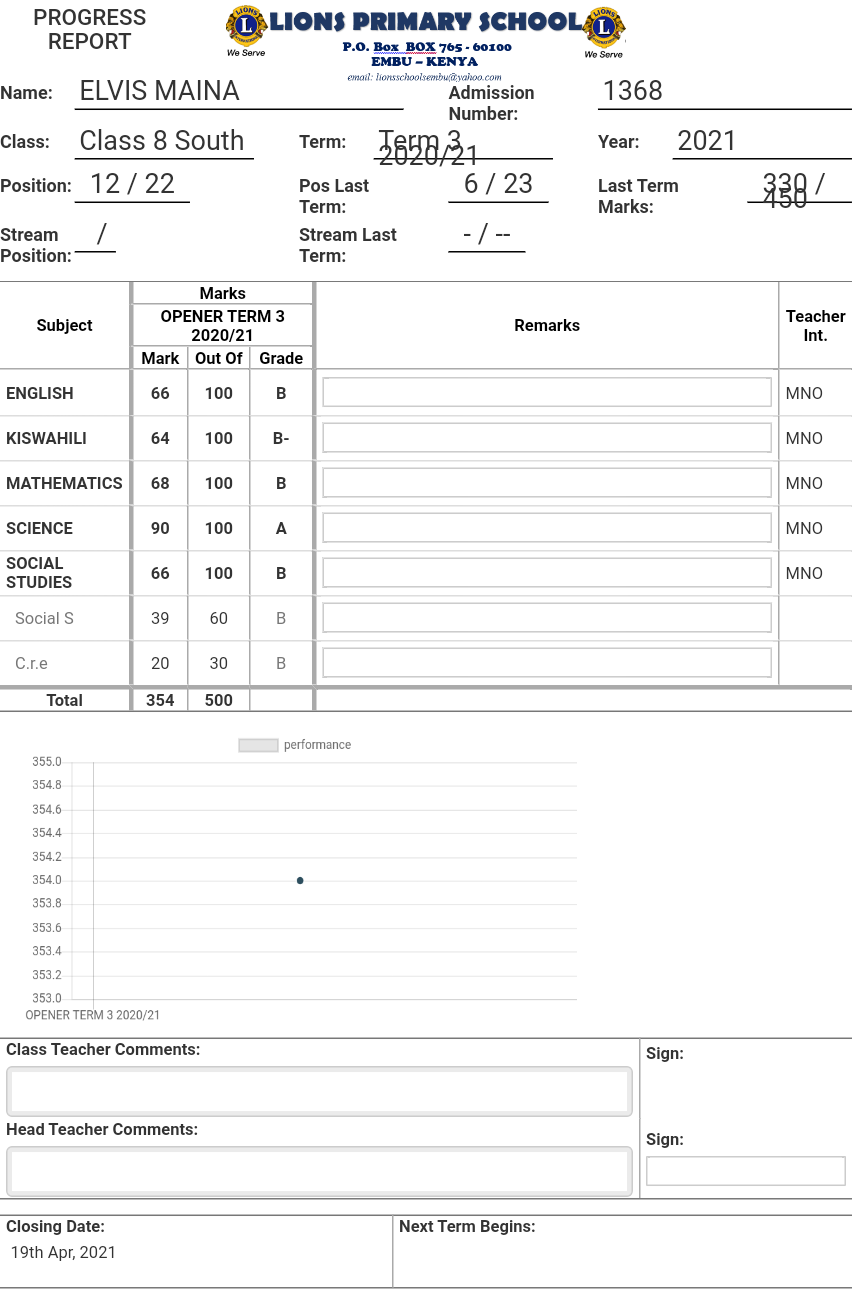 PROGRESS
REPORT
LIONS PRIMARY SCHOOL
We Serve
We Serve
P.O. Box BOX 765 - 60100
EMBU – KENYA
email: lionsschoolsembu@yahoo.com
Name: ELVIS MAINA Admission Number: 1368
Class: Class 8 South Term: Term 3 2020/21 Year: 2021
Position: 12 / 22 Pos Last Term: 6 / 23 Last Term Marks: 330 / 450
Stream Position: / Stream Last Term: - / --
Subject Marks Remarks Teacher Int.
OPENER TERM 3 2020/21
Mark Out Of Grade
ENGLISH 66 100 B MNO
KISWAHILI 64 100 B- MNO
MATHEMATICS 68 100 B MNO
SCIENCE 90 100 A MNO
SOCIAL STUDIES 66 100 B MNO
Social S 39 60 B
C.r.e 20 30 B
Total 354 500
performance
355.0
354.8
354.6
354.4
354.2
354.0
353.8
353.6
353.4
353.2
353.0
OPENER TERM 3 2020/21
Class Teacher Comments: Sign:
Head Teacher Comments: Sign:
Closing Date: Next Term Begins:
19th Apr, 2021